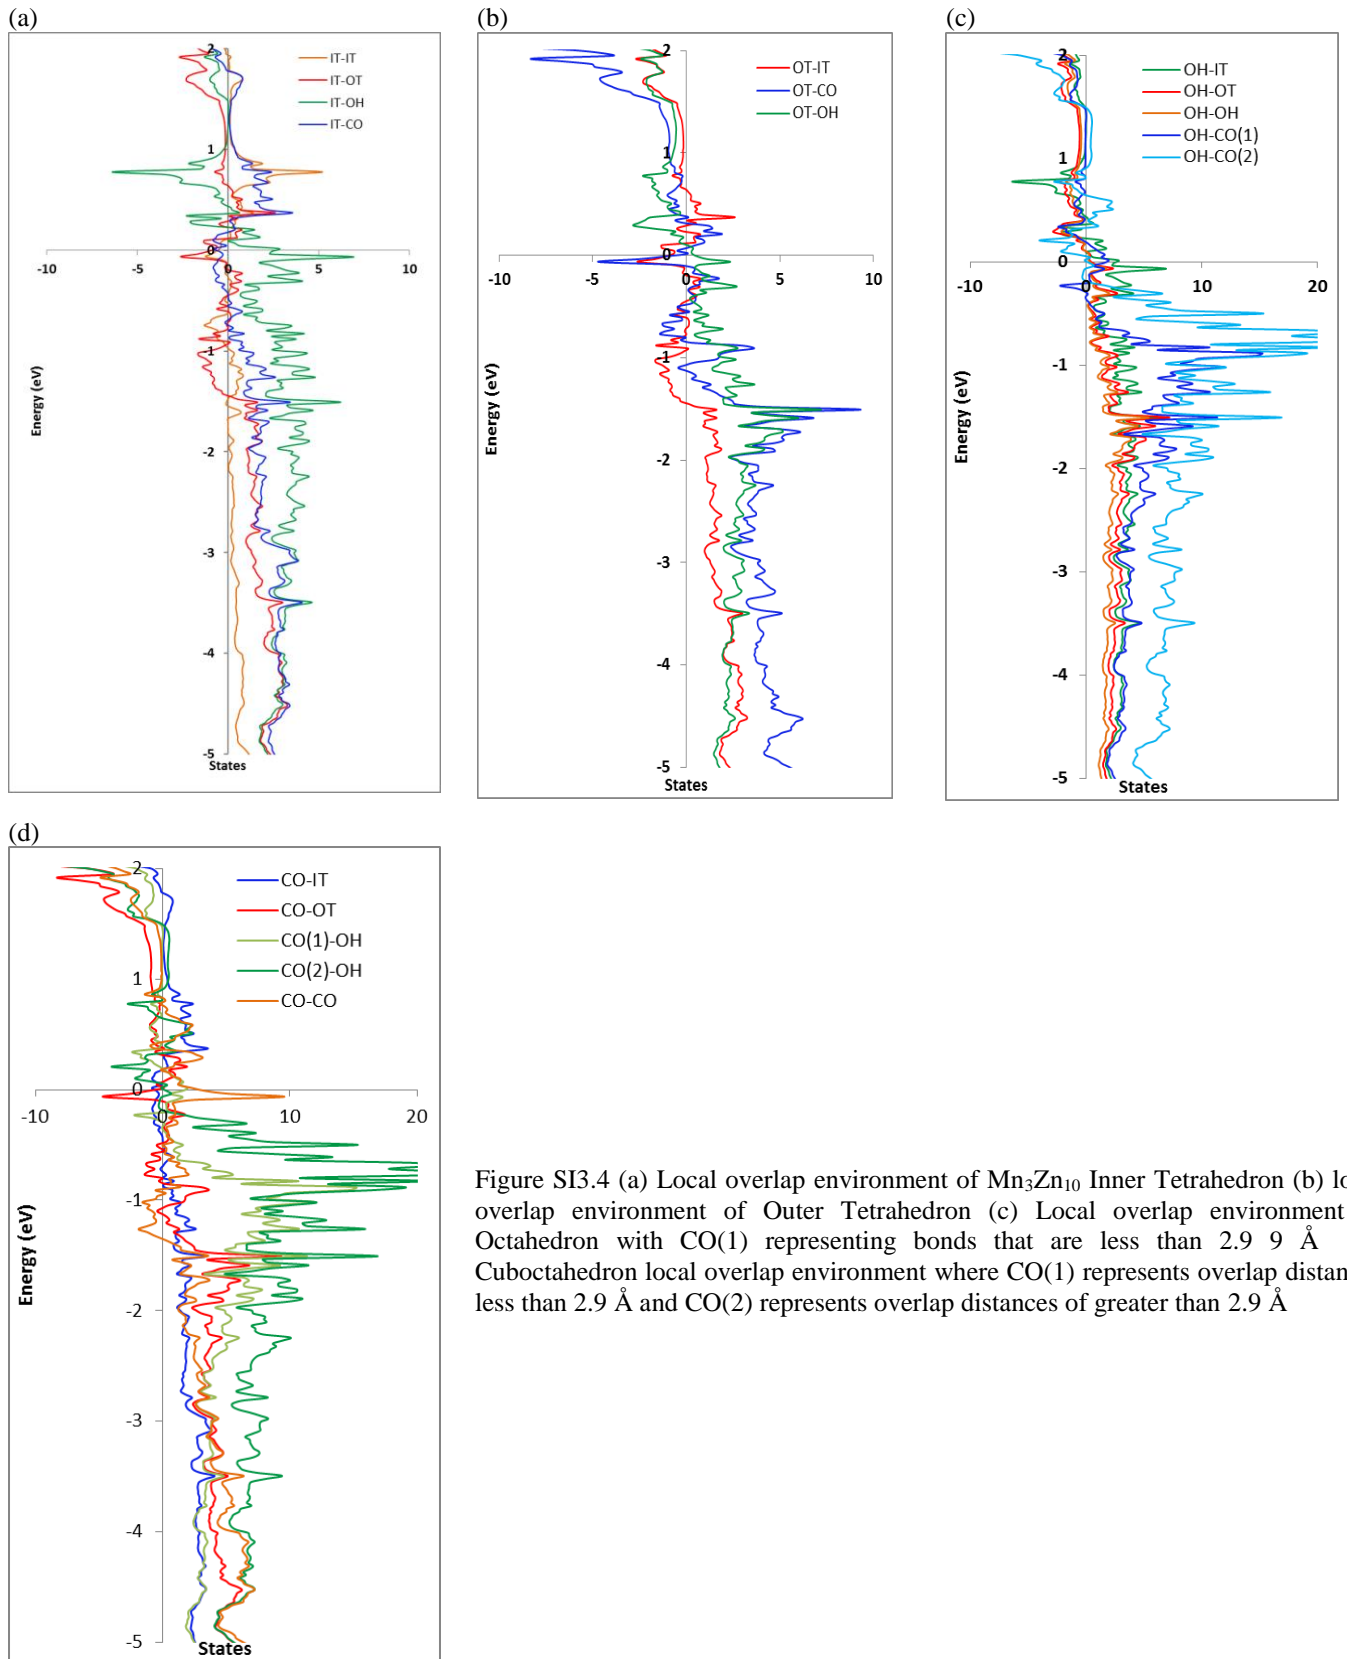 (a)
2
1
0
-1
-2
-3
-4
-5
-10
-5
0
5
10
IT-IT
IT-OT
IT-OH
IT-CO
Energy (eV)
States
(b)
2
1
0
-1
-2
-3
-4
-5
-10
-5
0
5
10
OT-IT
OT-CO
OT-OH
Energy (eV)
States
(c)
2
1
0
-1
-2
-3
-4
-5
-10
0
10
20
OH-IT
OH-OT
OH-OH
OH-CO(1)
OH-CO(2)
Energy (eV)
States
(d)
2
1
0
-1
-2
-3
-4
-5
-10
0
10
20
CO-IT
CO-OT
CO(1)-OH
CO(2)-OH
CO-CO
Energy (eV)
States
Figure SI3.4 (a) Local overlap environment of Mn₃Zn₁₀ Inner Tetrahedron (b) lo
overlap environment of Outer Tetrahedron (c) Local overlap environment
Octahedron with CO(1) representing bonds that are less than 2.9 9 Å
Cuboctahedron local overlap environment where CO(1) represents overlap distan
less than 2.9 Å and CO(2) represents overlap distances of greater than 2.9 Å